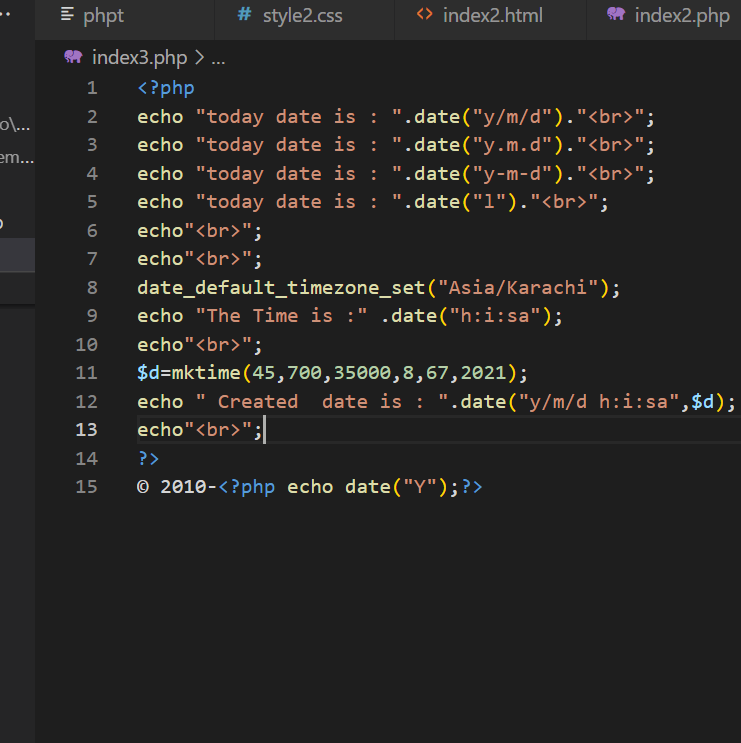 phpt # style2.css <> index2.html index2.php
index3.php > ...
1 <?php
o\... 2 echo "today date is : ".date("y/m/d")."<br>";
3 echo "today date is : ".date("y.m.d")."<br>";
em... 4 echo "today date is : ".date("y-m-d")."<br>";
5 echo "today date is : ".date("l")."<br>";
6 echo"<br>";
7 echo"<br>";
8 date_default_timezone_set("Asia/Karachi");
9 echo "The Time is :" .date("h:i:sa");
10 echo"<br>";
11 $d=mktime(45,700,35000,8,67,2021);
12 echo " Created  date is : ".date("y/m/d h:i:sa",$d);
13 echo"<br>";
14 ?>
15 © 2010-<?php echo date("Y");?>